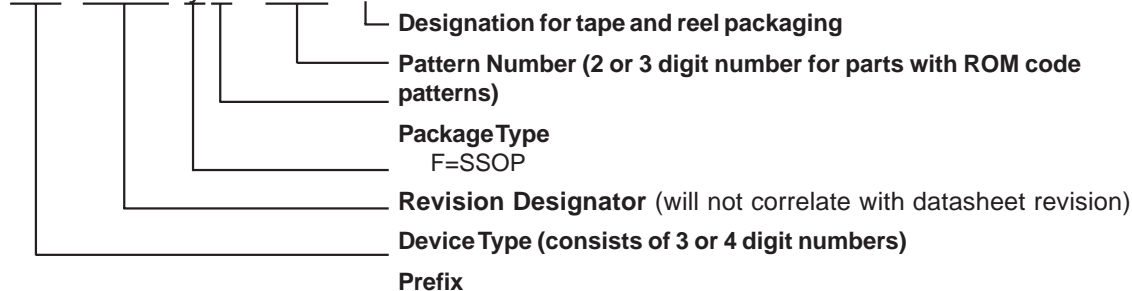 Designation for tape and reel packaging
Pattern Number (2 or 3 digit number for parts with ROM code
patterns)
Package Type
F=SSOP
Revision Designator (will not correlate with datasheet revision)
Device Type (consists of 3 or 4 digit numbers)
Prefix